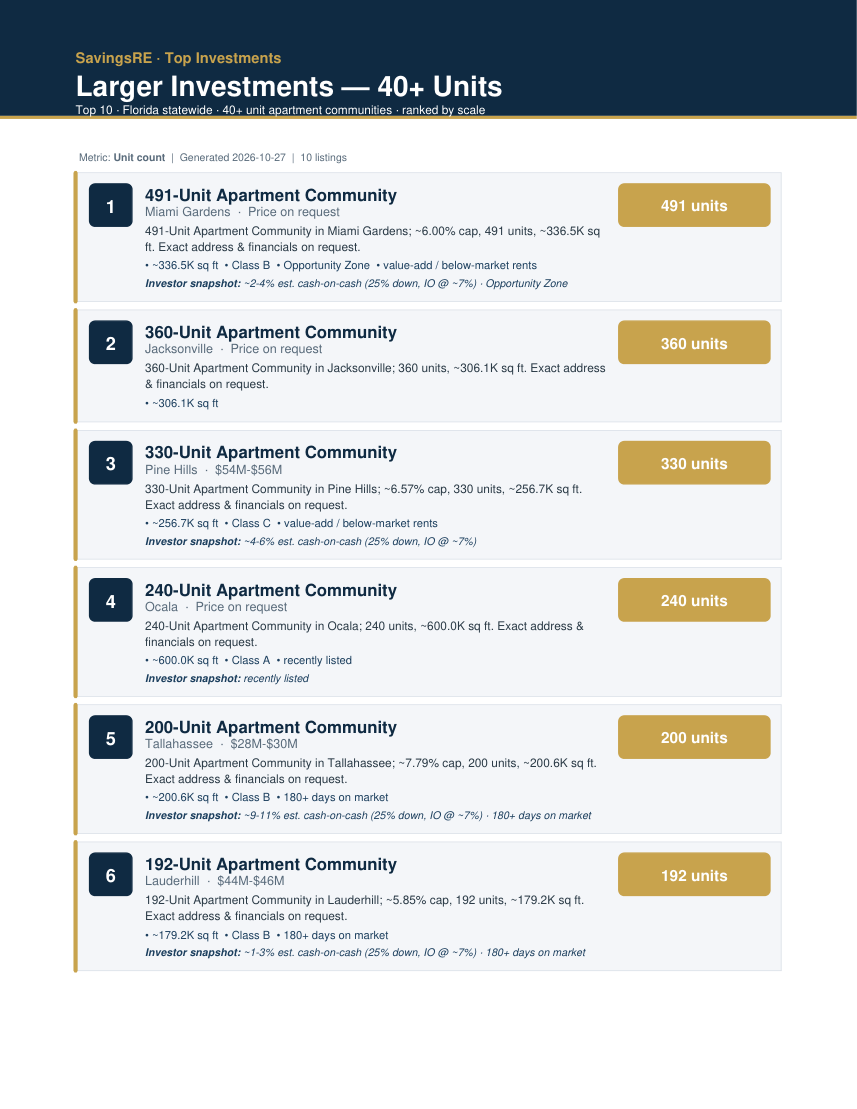 SavingsRE · Top Investments
Larger Investments — 40+ Units
Top 10 · Florida statewide · 40+ unit apartment communities · ranked by scale
Metric: Unit count | Generated 2026-10-27 | 10 listings
1
491-Unit Apartment Community
491 units
Miami Gardens · Price on request
491-Unit Apartment Community in Miami Gardens; ~6.00% cap, 491 units, ~336.5K sq
ft. Exact address & financials on request.
• ~336.5K sq ft • Class B • Opportunity Zone • value-add / below-market rents
Investor snapshot: ~2-4% est. cash-on-cash (25% down, IO @ ~7%) · Opportunity Zone
2
360-Unit Apartment Community
360 units
Jacksonville · Price on request
360-Unit Apartment Community in Jacksonville; 360 units, ~306.1K sq ft. Exact address
& financials on request.
• ~306.1K sq ft
3
330-Unit Apartment Community
330 units
Pine Hills · $54M-$56M
330-Unit Apartment Community in Pine Hills; ~6.57% cap, 330 units, ~256.7K sq ft.
Exact address & financials on request.
• ~256.7K sq ft • Class C • value-add / below-market rents
Investor snapshot: ~4-6% est. cash-on-cash (25% down, IO @ ~7%)
4
240-Unit Apartment Community
240 units
Ocala · Price on request
240-Unit Apartment Community in Ocala; 240 units, ~600.0K sq ft. Exact address &
financials on request.
• ~600.0K sq ft • Class A • recently listed
Investor snapshot: recently listed
5
200-Unit Apartment Community
200 units
Tallahassee · $28M-$30M
200-Unit Apartment Community in Tallahassee; ~7.79% cap, 200 units, ~200.6K sq ft.
Exact address & financials on request.
• ~200.6K sq ft • Class B • 180+ days on market
Investor snapshot: ~9-11% est. cash-on-cash (25% down, IO @ ~7%) · 180+ days on market
6
192-Unit Apartment Community
192 units
Lauderhill · $44M-$46M
192-Unit Apartment Community in Lauderhill; ~5.85% cap, 192 units, ~179.2K sq ft.
Exact address & financials on request.
• ~179.2K sq ft • Class B • 180+ days on market
Investor snapshot: ~1-3% est. cash-on-cash (25% down, IO @ ~7%) · 180+ days on market